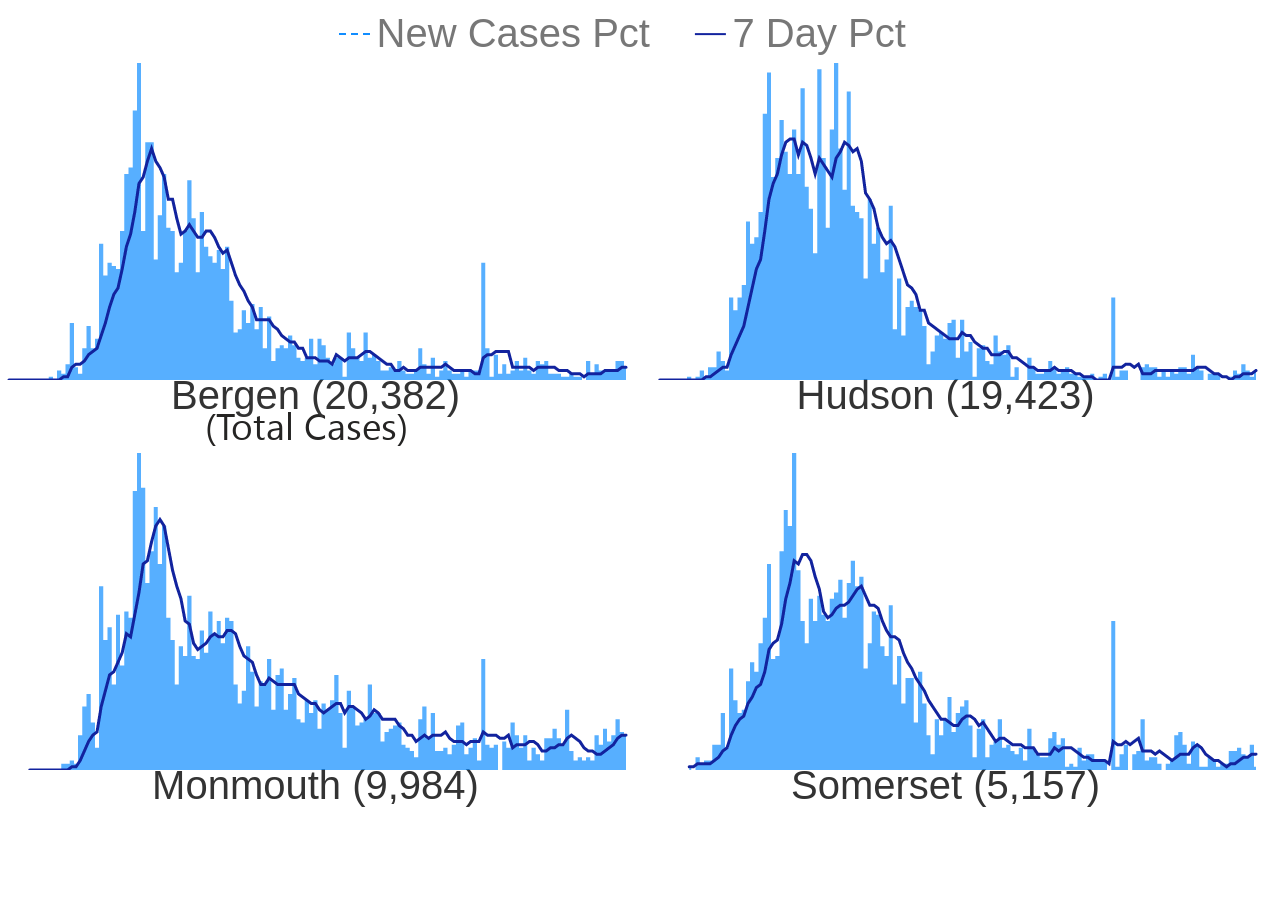 New Cases Pct 7 Day Pct
Bergen (20,382) Hudson (19,423)
(Total Cases)
Monmouth (9,984) Somerset (5,157)